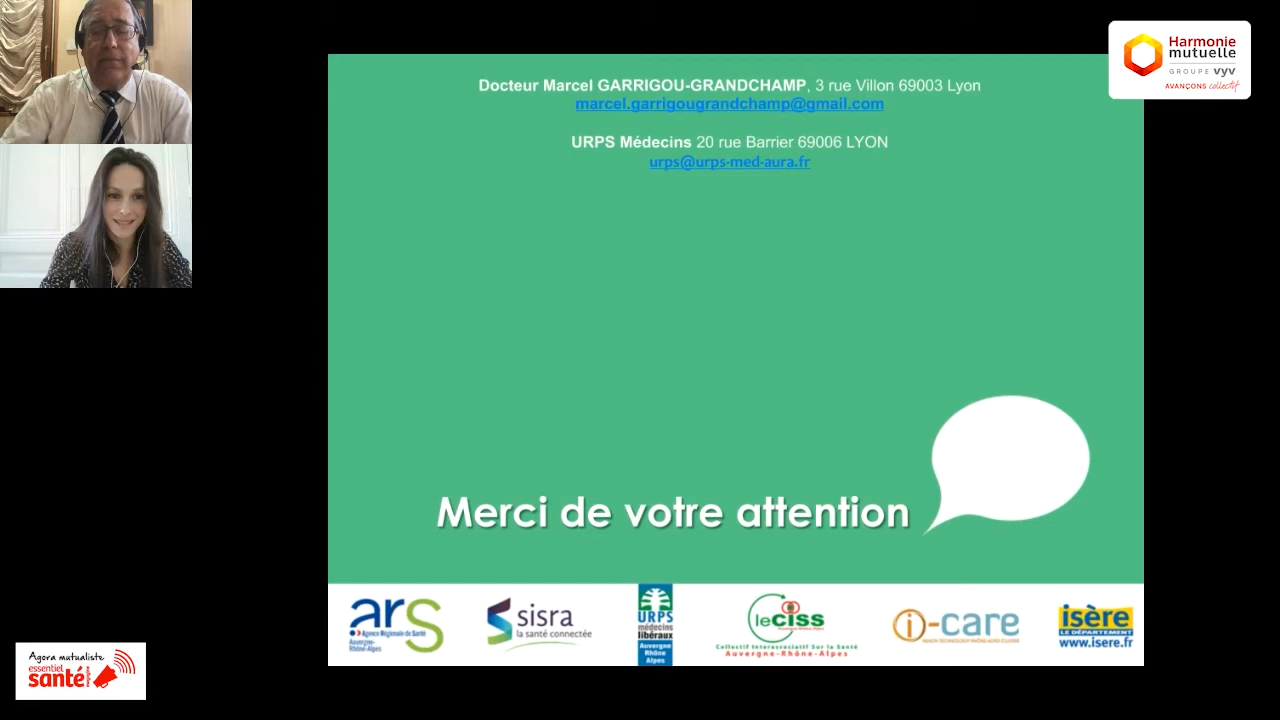 Harmonie
mutuelle
GROUPE vyv
AVANÇONS collectif
Docteur Marcel GARRIGOU-GRANDCHAMP, 3 rue Villon 69003 Lyon
marcel.garrigougrandchamp@gmail.com
URPS Médecins 20 rue Barrier 69006 LYON
urps@urps-med-aura.fr
Merci de votre attention
ars
Agence Régionale de Santé
Auvergne-
Rhône-Alpes
sisra
la santé connectée
URPS
médecins
libéraux
Auvergne
Rhône
Alpes
leCISS
Collectif Interassociatif Sur la Santé
Auvergne-Rhône-Alpes
i-care
isère
LE DÉPARTEMENT
www.isere.fr
Agora mutualiste
essentiel
santé